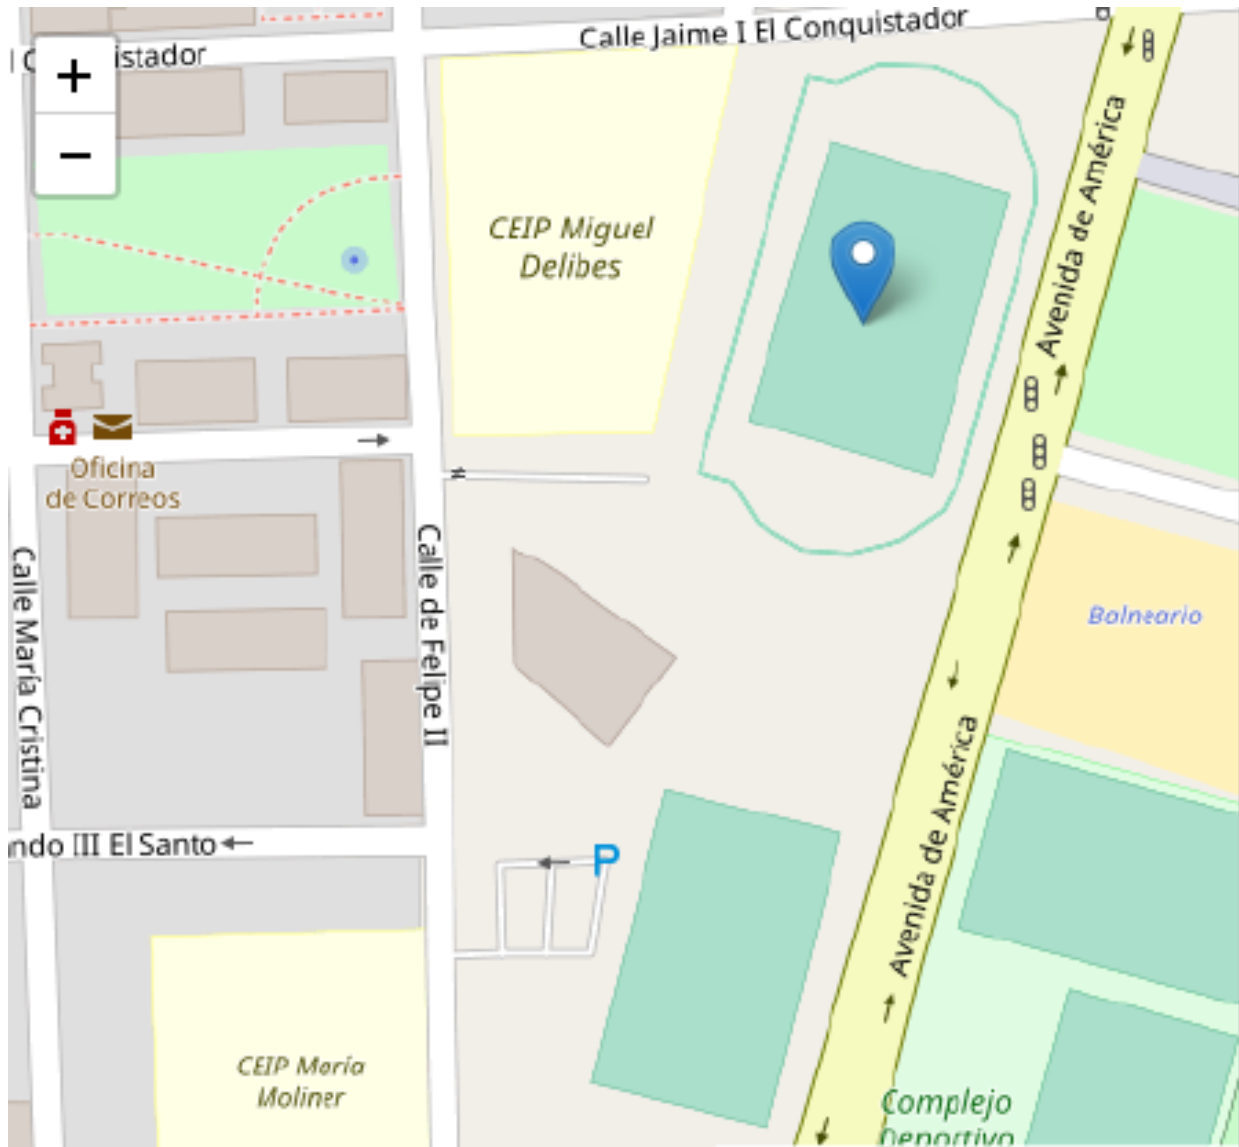 Calle Jaime I El Conquistador
istador
+
−
Avenida de América
CEIP Miguel
Delibes
Oficina
de Correos
Calle María Cristina
Calle de Felipe II
Balneario
Avenida de América
ndo III El Santo
P
CEIP María
Moliner
Complejo
Deportivo